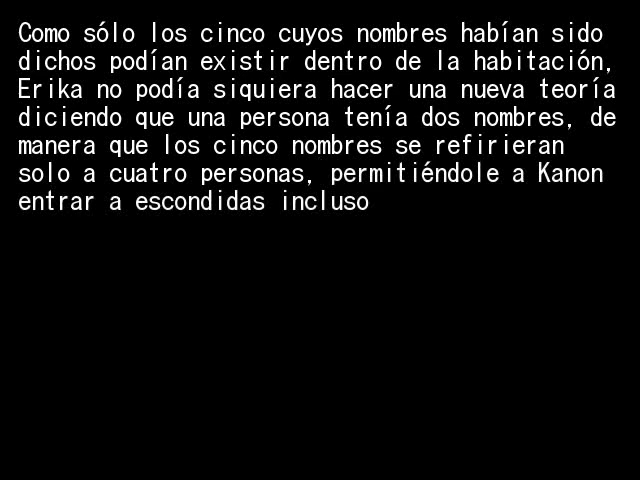 Como sólo los cinco cuyos nombres habían sido
dichos podían existir dentro de la habitación,
Erika no podía siquiera hacer una nueva teoría
diciendo que una persona tenía dos nombres, de
manera que los cinco nombres se refirieran
solo a cuatro personas, permitiéndole a Kanon
entrar a escondidas incluso